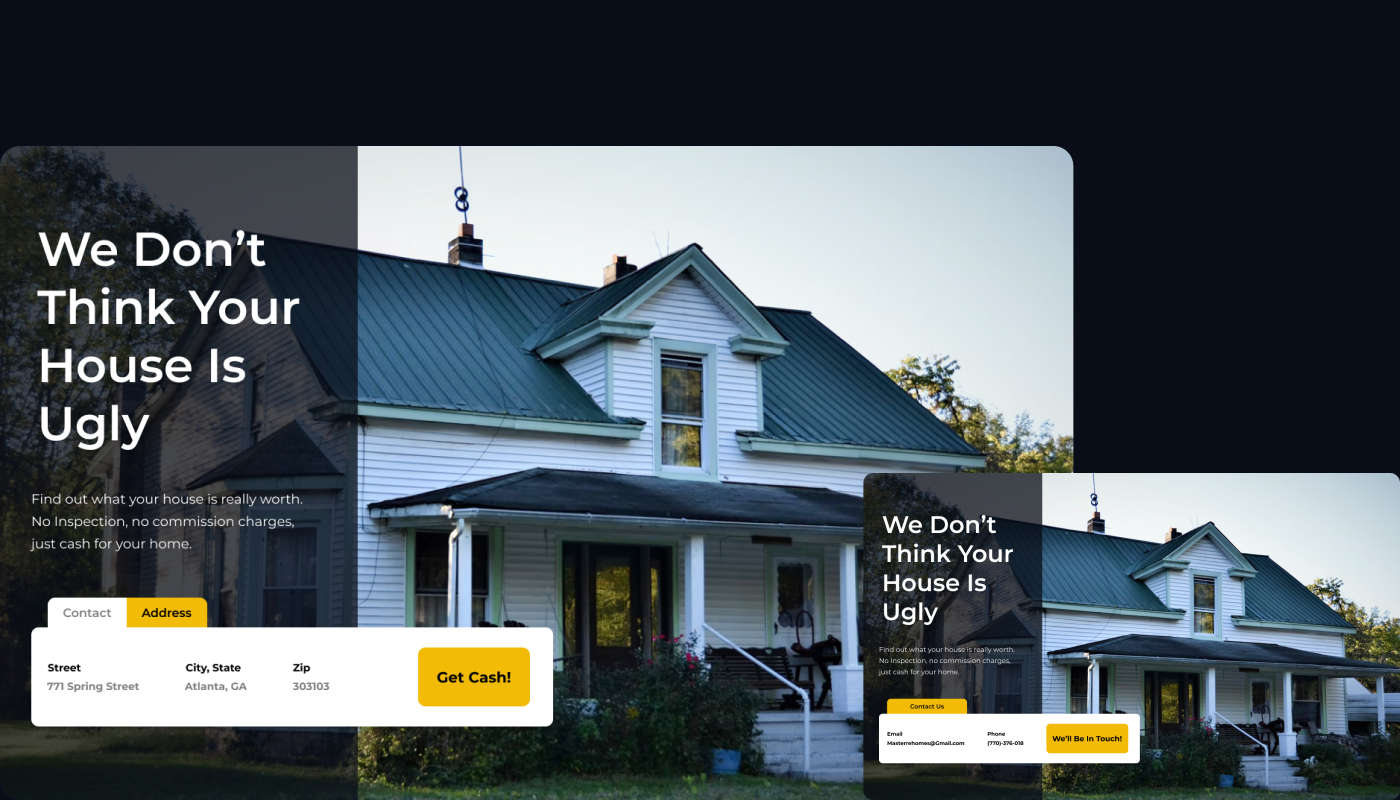 We Don’t
Think Your
House Is
Ugly
Find out what your house is really worth.
No Inspection, no commission charges,
just cash for your home.
Contact Address
Street City, State Zip
771 Spring Street Atlanta, GA 303103
Get Cash!
We Don’t
Think Your
House Is
Ugly
Find out what your house is really worth.
No Inspection, no commission charges,
just cash for your home.
Contact Us
Email Phone
Masterrehomes@Gmail.com (770)-376-018
We’ll Be In Touch!